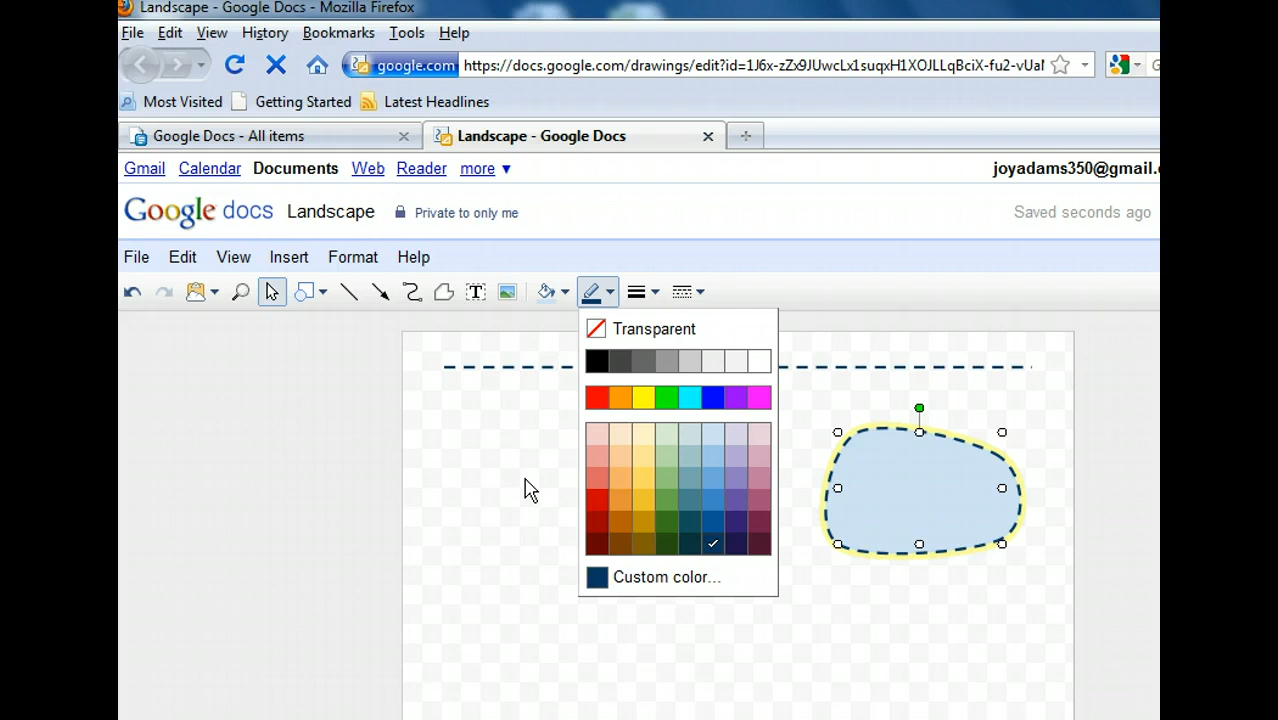 Landscape - Google Docs - Mozilla Firefox
File Edit View History Bookmarks Tools Help
google.com https://docs.google.com/drawings/edit?id=1J6x-zZx9JUwcLx1suqxH1XOJLLqBciX-fu2-vUaM
Most Visited Getting Started Latest Headlines
Google Docs - All items Landscape - Google Docs
Gmail Calendar Documents Web Reader more joyadams350@gmail.
Google docs Landscape Private to only me Saved seconds ago
File Edit View Insert Format Help
T
Transparent
Custom color...